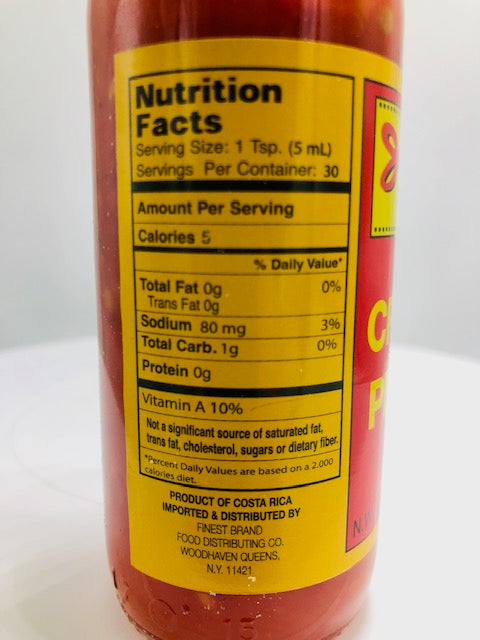 Nutrition
Facts
Serving Size: 1 Tsp. (5 mL)
Servings Per Container: 30
Amount Per Serving
Calories 5
% Daily Value*
Total Fat 0g 0%
Trans Fat 0g
Sodium 80 mg 3%
Total Carb. 1g 0%
Protein 0g
Vitamin A 10%
Not a significant source of saturated fat,
trans fat, cholesterol, sugars or dietary fiber.
*Percent Daily Values are based on a 2.000
calories diet.
PRODUCT OF COSTA RICA
IMPORTED & DISTRIBUTED BY
FINEST BRAND
FOOD DISTRIBUTING CO.
WOODHAVEN QUEENS,
N.Y. 11421